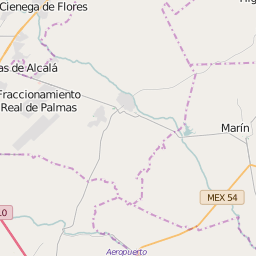 Cienega de Flores
as de Alcalá
Fraccionamiento
Real de Palmas
Marín
MEX 54
Aeropuerto